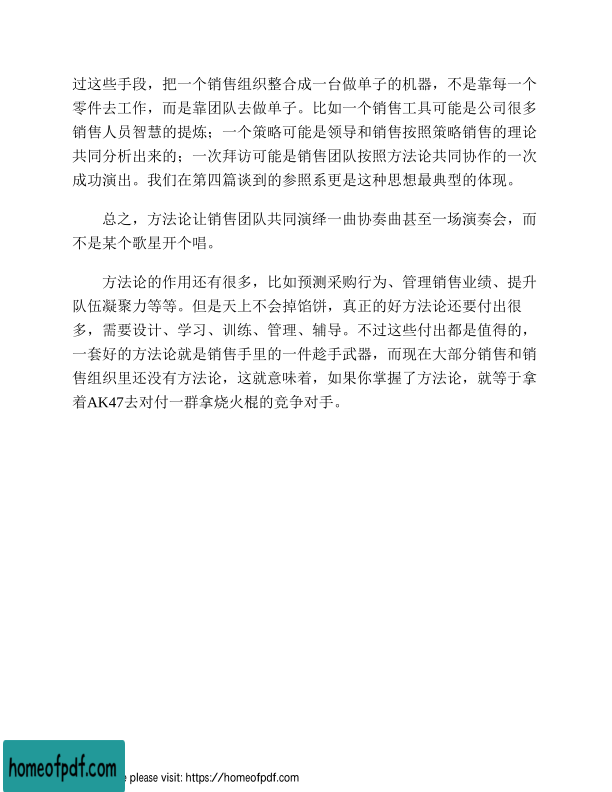 过这些手段，把一个销售组织整合成一台做单子的机器，不是靠每一个
零件去工作，而是靠团队去做单子。比如一个销售工具可能是公司很多
销售人员智慧的提炼；一个策略可能是领导和销售按照策略销售的理论
共同分析出来的；一次拜访可能是销售团队按照方法论共同协作的一次
成功演出。我们在第四篇谈到的参照系更是这种思想最典型的体现。
总之，方法论让销售团队共同演绎一曲协奏曲甚至一场演奏会，而
不是某个歌星开个唱。
方法论的作用还有很多，比如预测采购行为、管理销售业绩、提升
队伍凝聚力等等。但是天上不会掉馅饼，真正的好方法论还要付出很
多，需要设计、学习、训练、管理、辅导。不过这些付出都是值得的，
一套好的方法论就是销售手里的一件趁手武器，而现在大部分销售和销
售组织里还没有方法论，这就意味着，如果你掌握了方法论，就等于拿
着AK47去对付一群拿烧火棍的竞争对手。
homeofpdf.com
please visit: https://homeofpdf.com